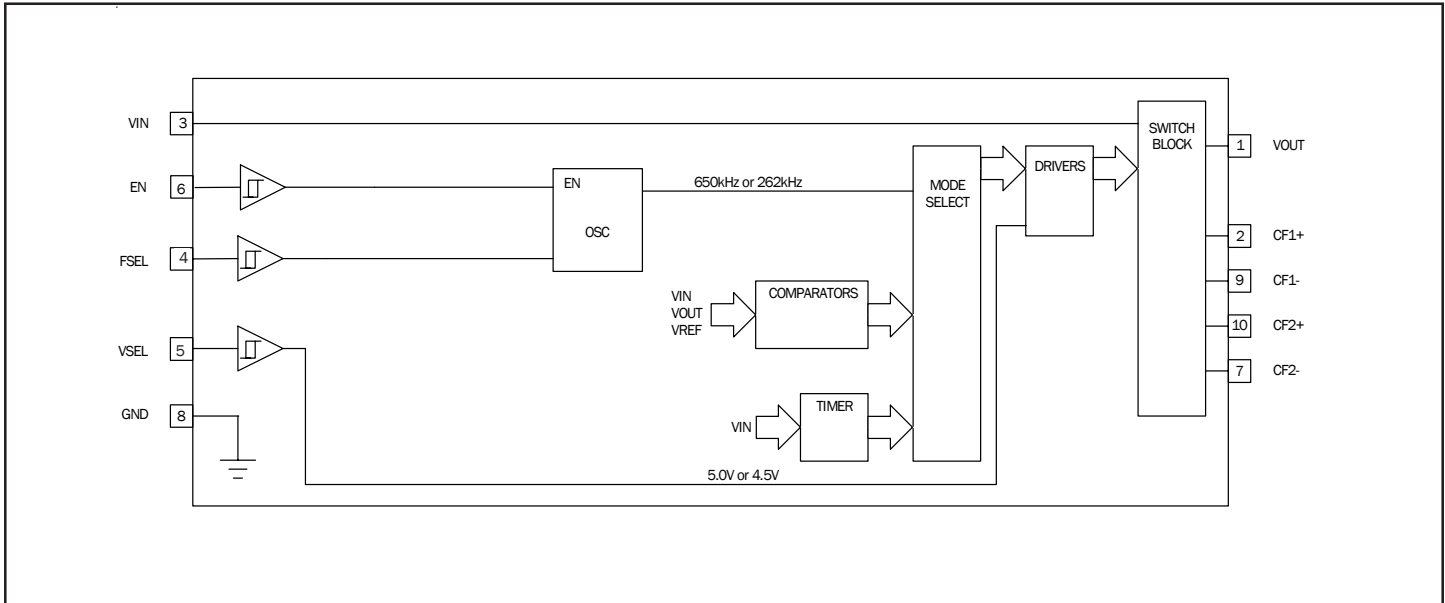 VIN 3
EN 6
FSEL 4
VSEL 5
GND 8
EN
OSC
650kHz or 262kHz
VIN
VOUT
VREF
COMPARATORS
VIN
TIMER
5.0V or 4.5V
MODE
SELECT
DRIVERS
SWITCH
BLOCK
1 VOUT
2 CF1+
9 CF1-
10 CF2+
7 CF2-